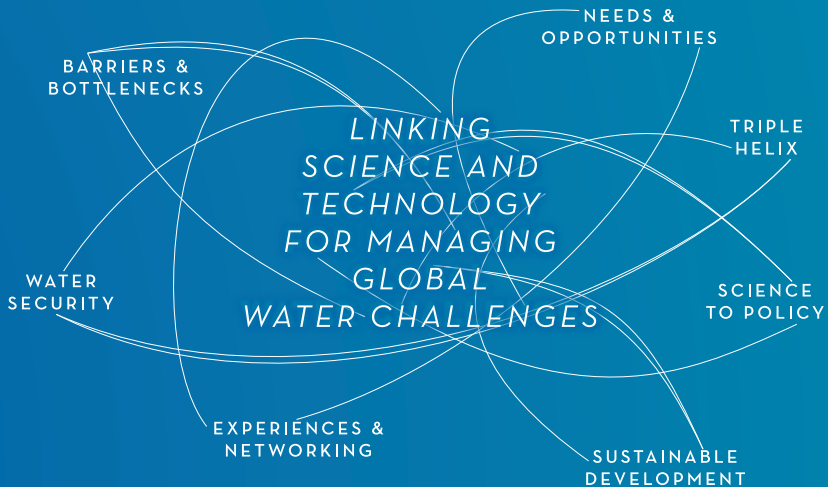 NEEDS &
OPPORTUNITIES
BARRIERS &
BOTTLENECKS
LINKING
SCIENCE AND
TECHNOLOGY
FOR MANAGING
GLOBAL
WATER CHALLENGES
TRIPLE
HELIX
WATER
SECURITY
SCIENCE
TO POLICY
EXPERIENCES &
NETWORKING
SUSTAINABLE
DEVELOPMENT